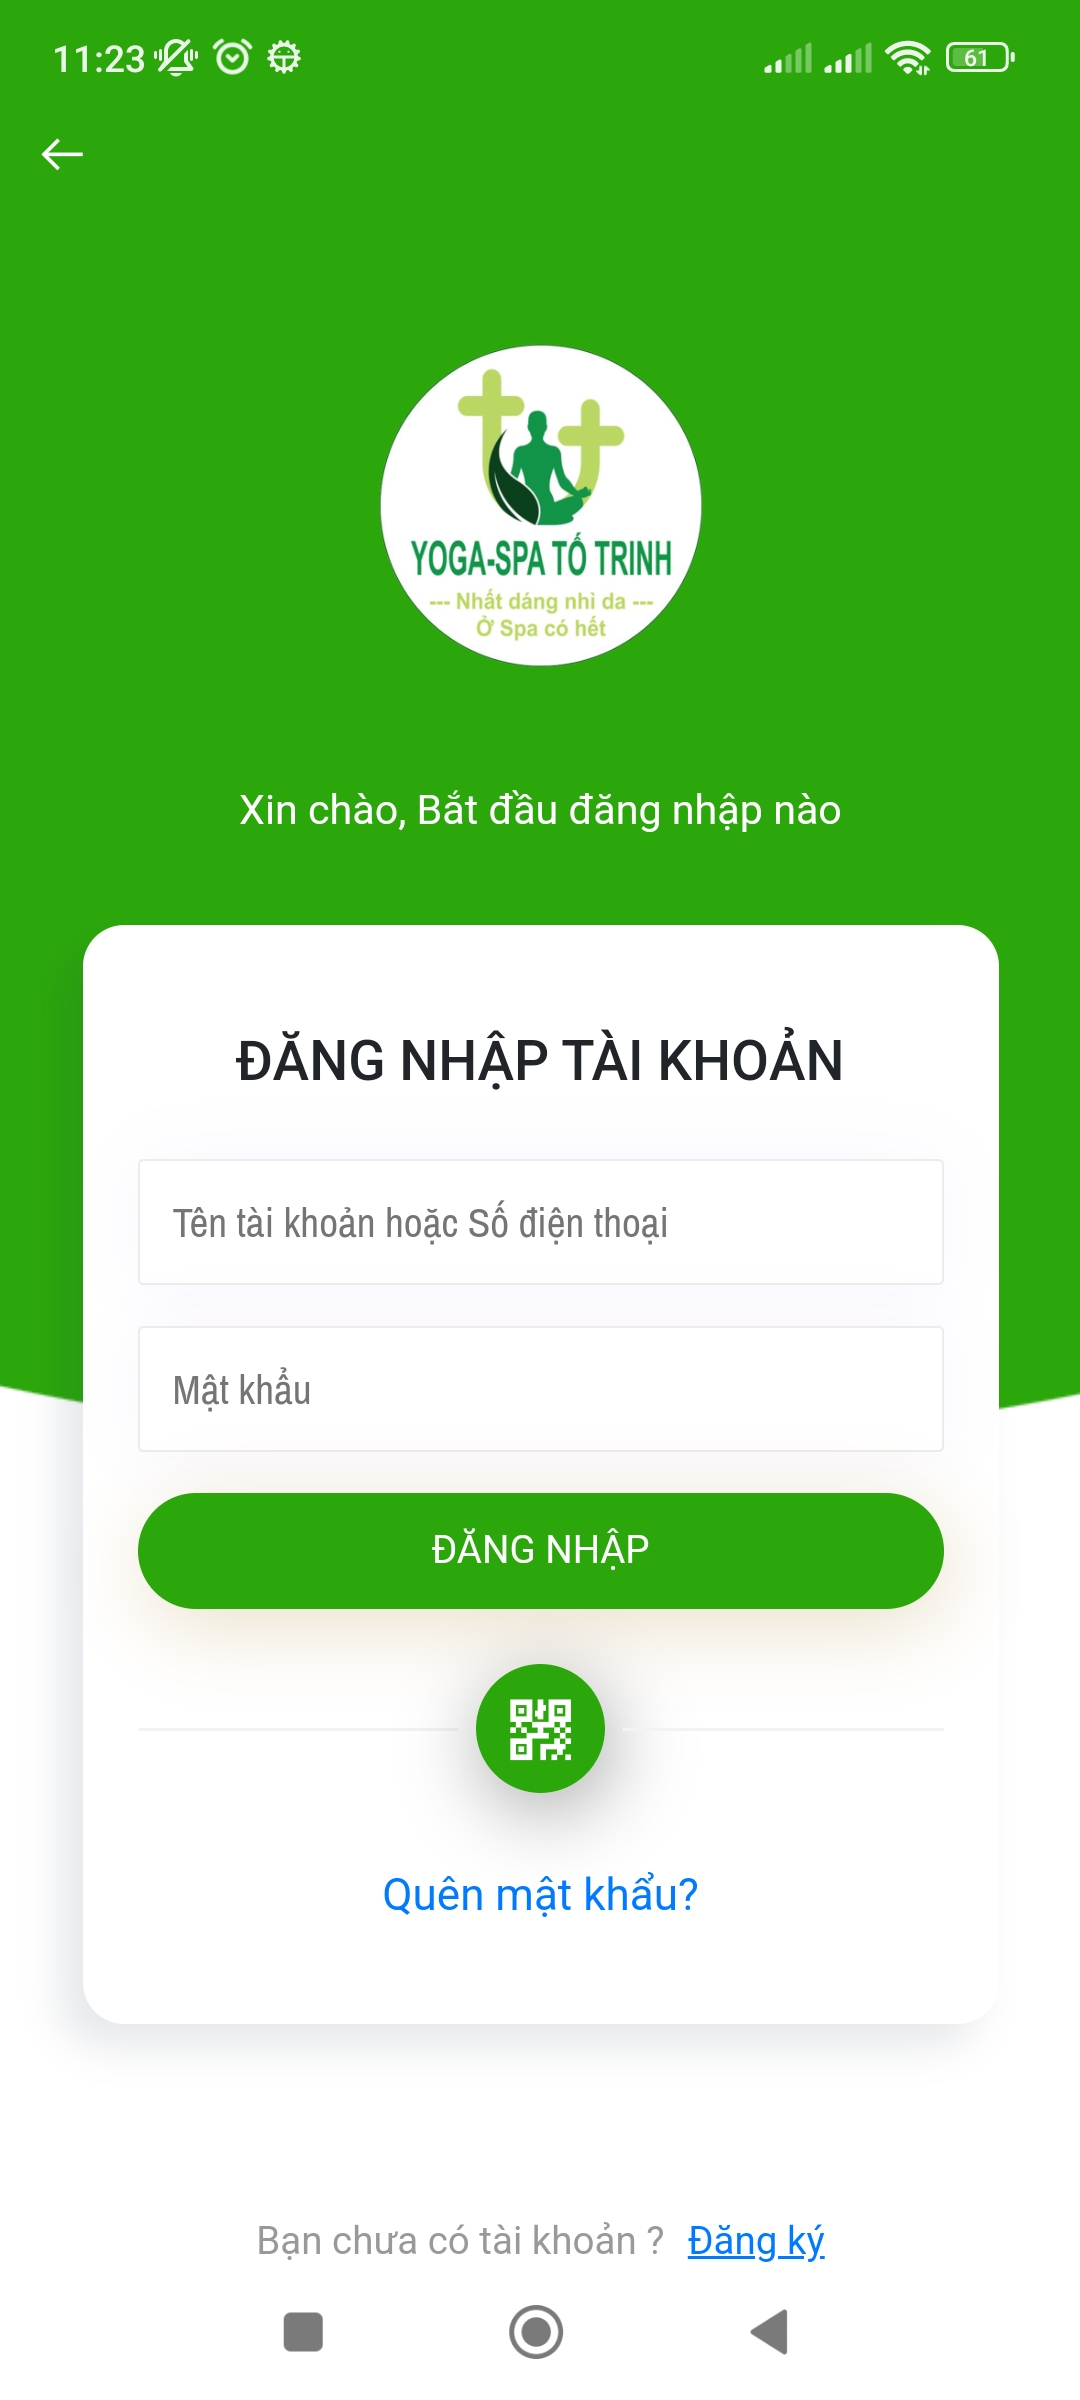 11:23
61
YOGA-SPA TỐ TRINH
--- Nhất dáng nhì da ---
Ở Spa có hết
Xin chào, Bắt đầu đăng nhập nào
ĐĂNG NHẬP TÀI KHOẢN
Tên tài khoản hoặc Số điện thoại
Mật khẩu
ĐĂNG NHẬP
Quên mật khẩu?
Bạn chưa có tài khoản ? Đăng ký